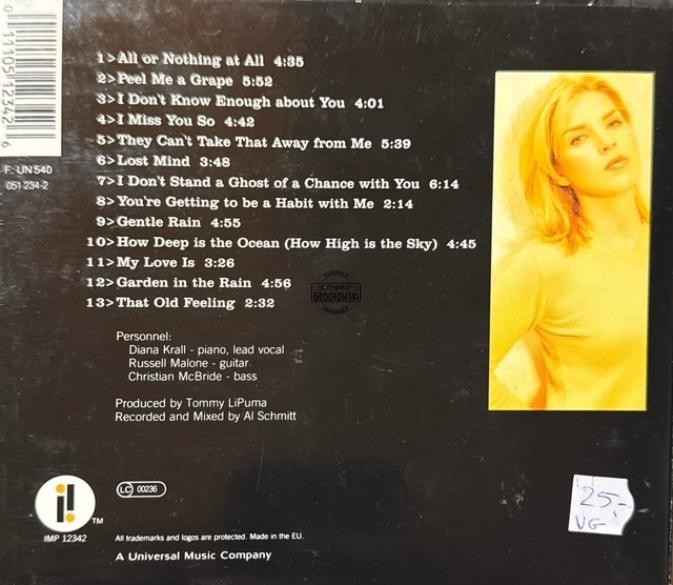 0 11105 12342 6
F: UN 540
051 234-2
1>All or Nothing at All 4:35
2>Peel Me a Grape 5:52
3>I Don't Know Enough about You 4:01
4>I Miss You So 4:42
5>They Can't Take That Away from Me 5:39
6>Lost Mind 3:48
7>I Don't Stand a Ghost of a Chance with You 6:14
8>You're Getting to be a Habit with Me 2:14
9>Gentle Rain 4:55
10>How Deep is the Ocean (How High is the Sky) 4:45
11>My Love Is 3:26
12>Garden in the Rain 4:56
13>That Old Feeling 2:32
Personnel:
Diana Krall - piano, lead vocal
Russell Malone - guitar
Christian McBride - bass
Produced by Tommy LiPuma
Recorded and Mixed by Al Schmitt
LC 00236
TM
IMP 12342
All trademarks and logos are protected. Made in the EU.
A Universal Music Company
25,-
VG-